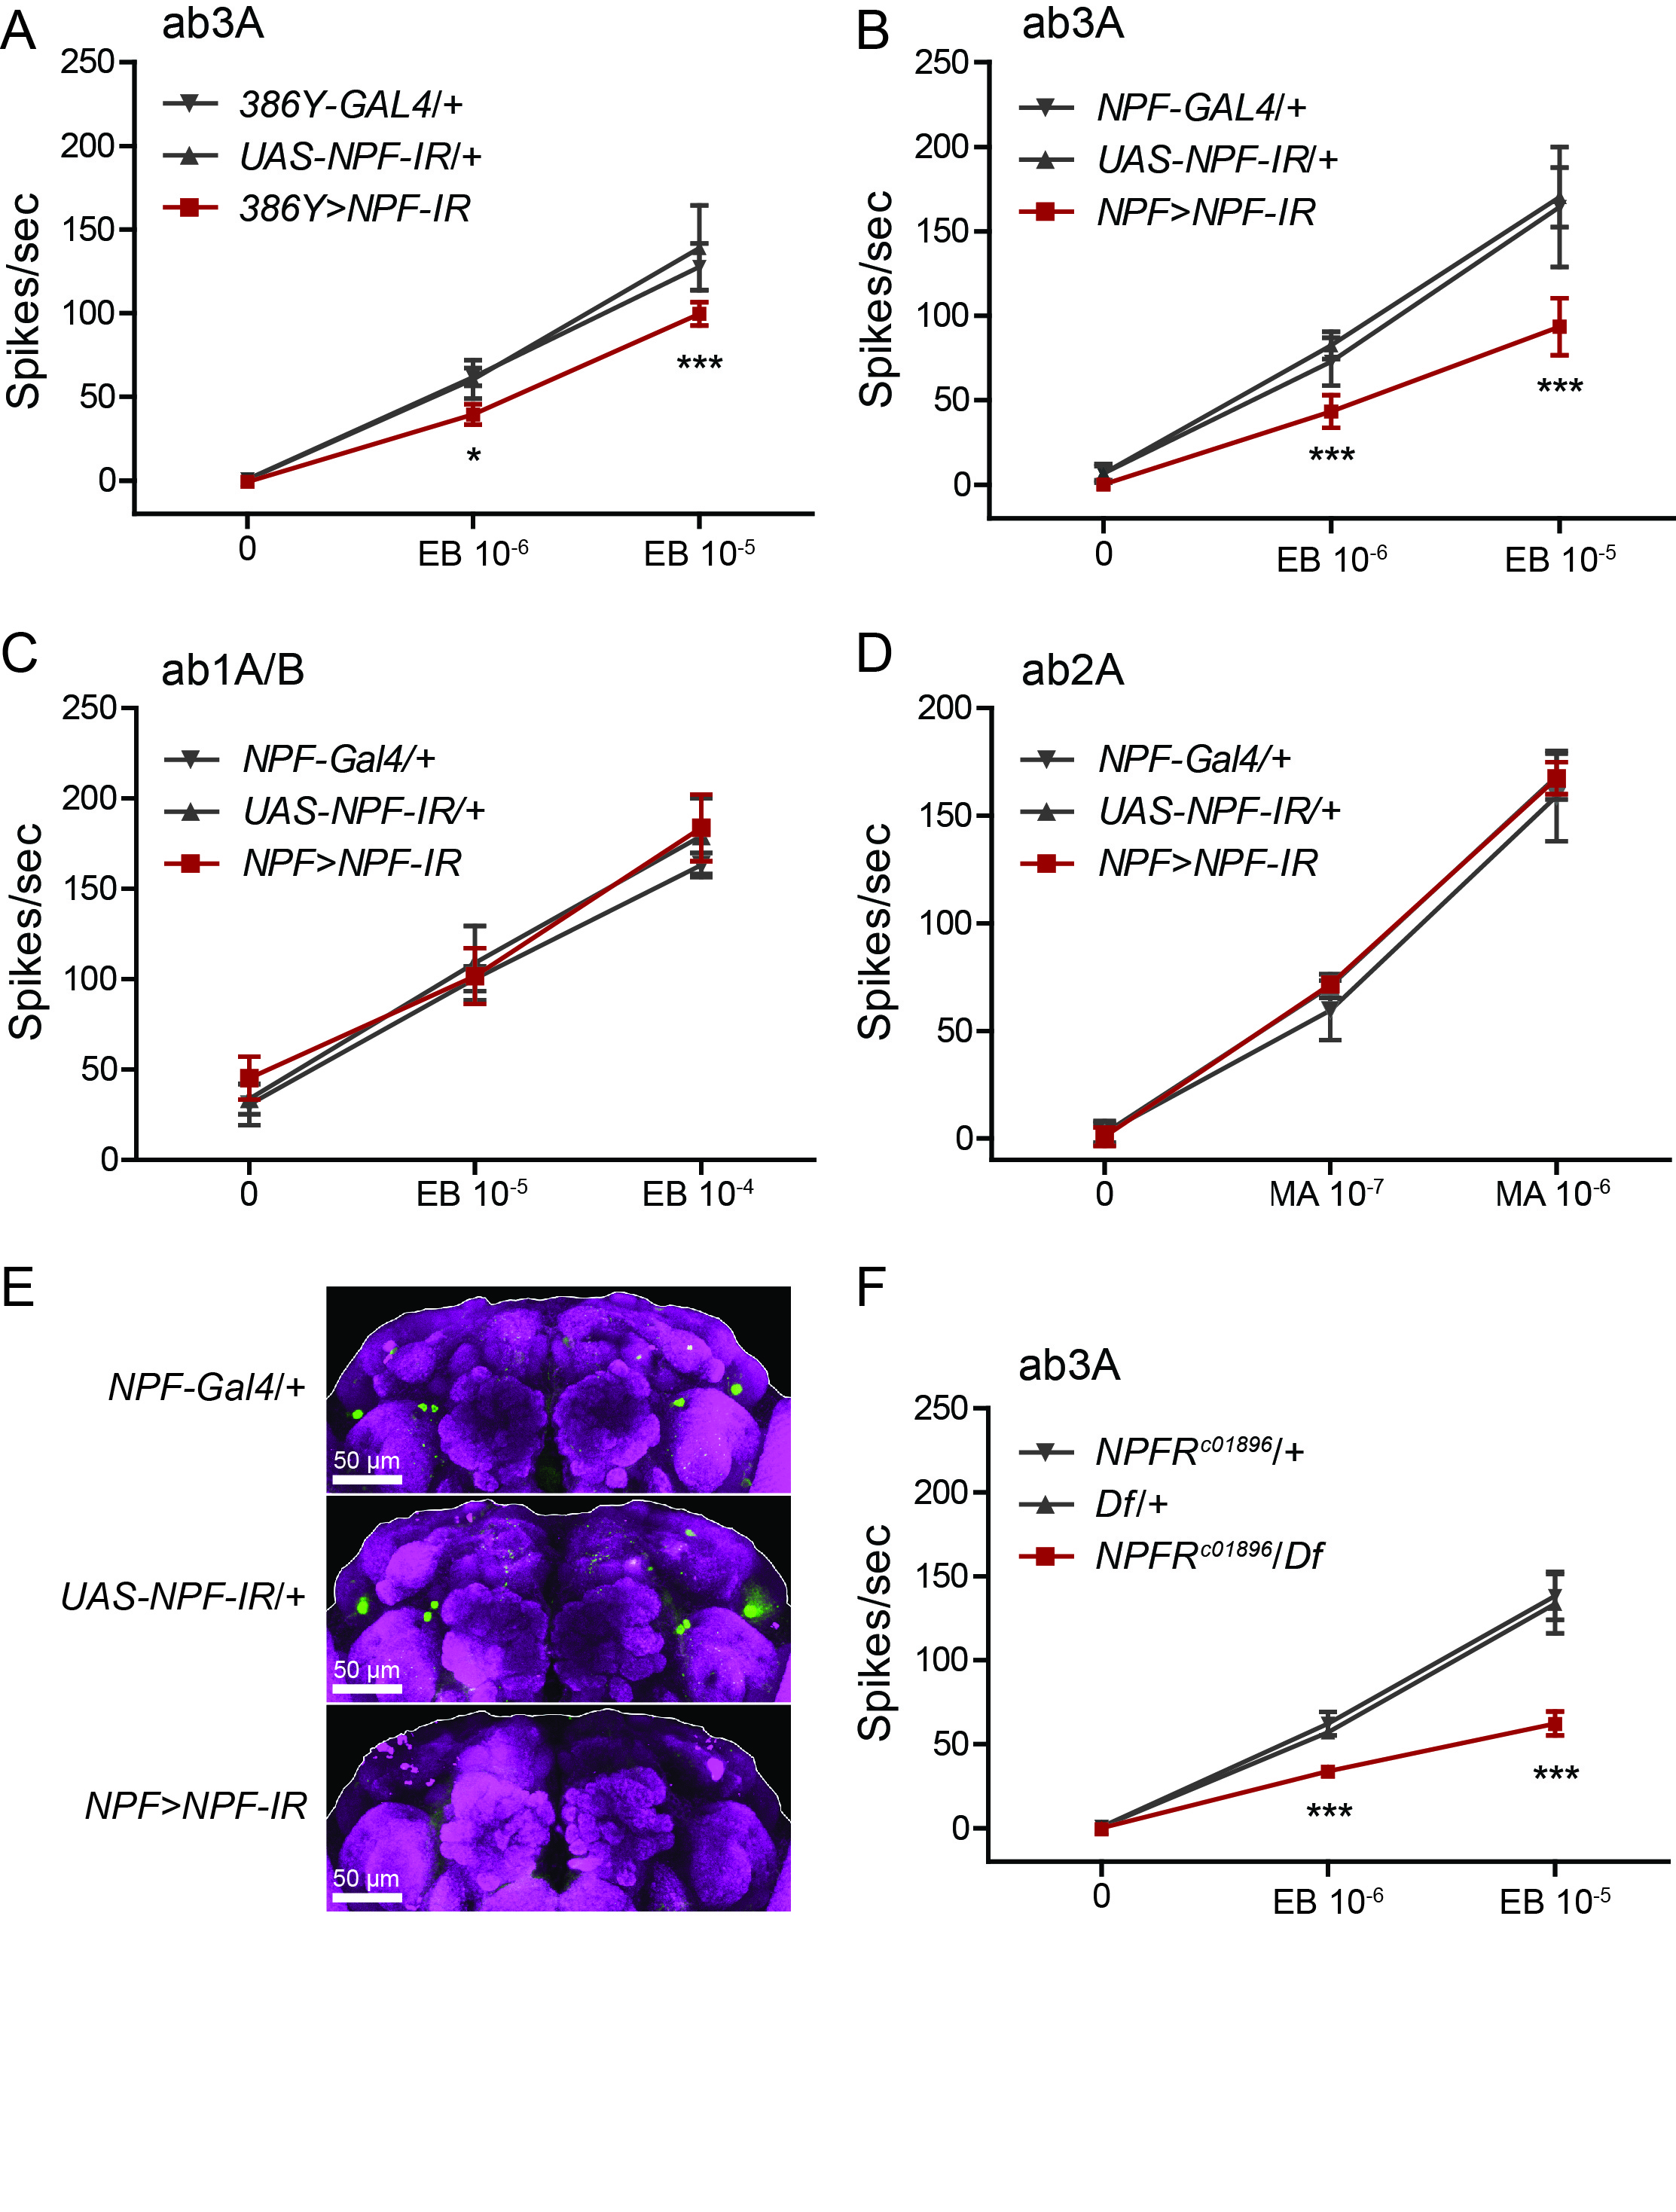 A
ab3A
250
200
150
100
50
0
Spikes/sec
386Y-GAL4/+
UAS-NPF-IR/+
386Y>NPF-IR
*
***
0
EB 10-6
EB 10-5
B
ab3A
250
200
150
100
50
0
Spikes/sec
NPF-GAL4/+
UAS-NPF-IR/+
NPF>NPF-IR
***
***
0
EB 10-6
EB 10-5
C
ab1A/B
250
200
150
100
50
0
Spikes/sec
NPF-Gal4/+
UAS-NPF-IR/+
NPF>NPF-IR
0
EB 10-5
EB 10-4
D
ab2A
200
150
100
50
0
Spikes/sec
NPF-Gal4/+
UAS-NPF-IR/+
NPF>NPF-IR
0
MA 10-7
MA 10-6
E
NPF-Gal4/+
50 µm
UAS-NPF-IR/+
50 µm
NPF>NPF-IR
50 µm
F
ab3A
250
200
150
100
50
0
Spikes/sec
NPFRc01896/+
Df/+
NPFRc01896/Df
***
***
0
EB 10-6
EB 10-5